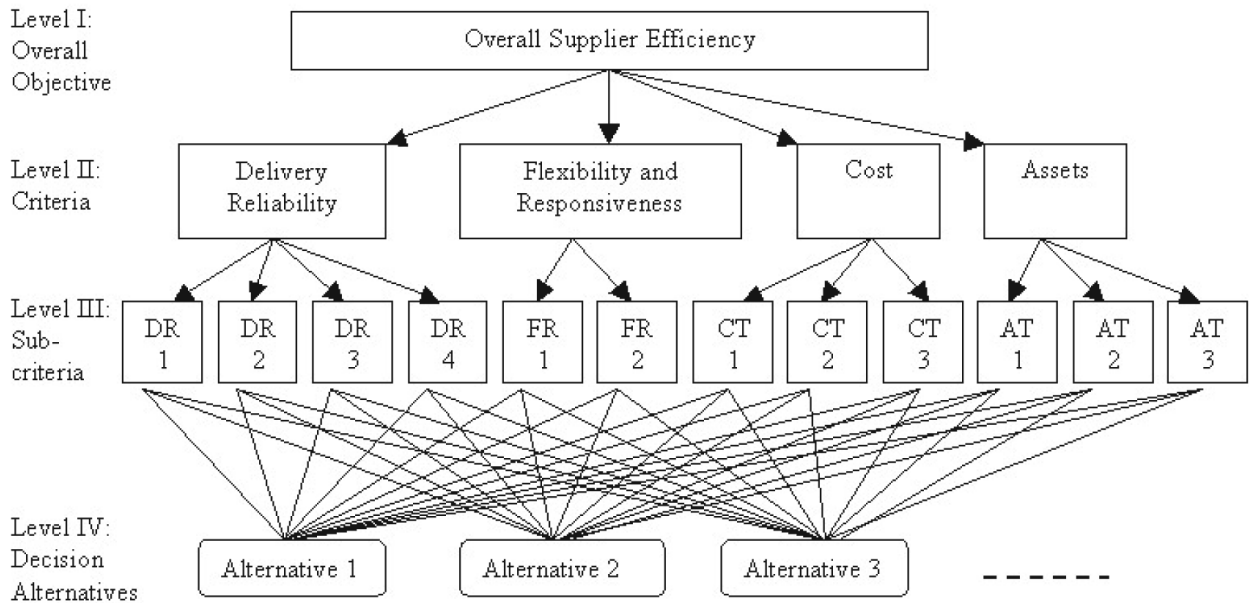 Level I:
Overall
Objective
Overall Supplier Efficiency
Level II:
Criteria
Delivery
Reliability
Flexibility and
Responsiveness
Cost
Assets
Level III:
Sub-
criteria
DR
1
DR
2
DR
3
DR
4
FR
1
FR
2
CT
1
CT
2
CT
3
AT
1
AT
2
AT
3
Level IV:
Decision
Alternatives
Alternative 1
Alternative 2
Alternative 3